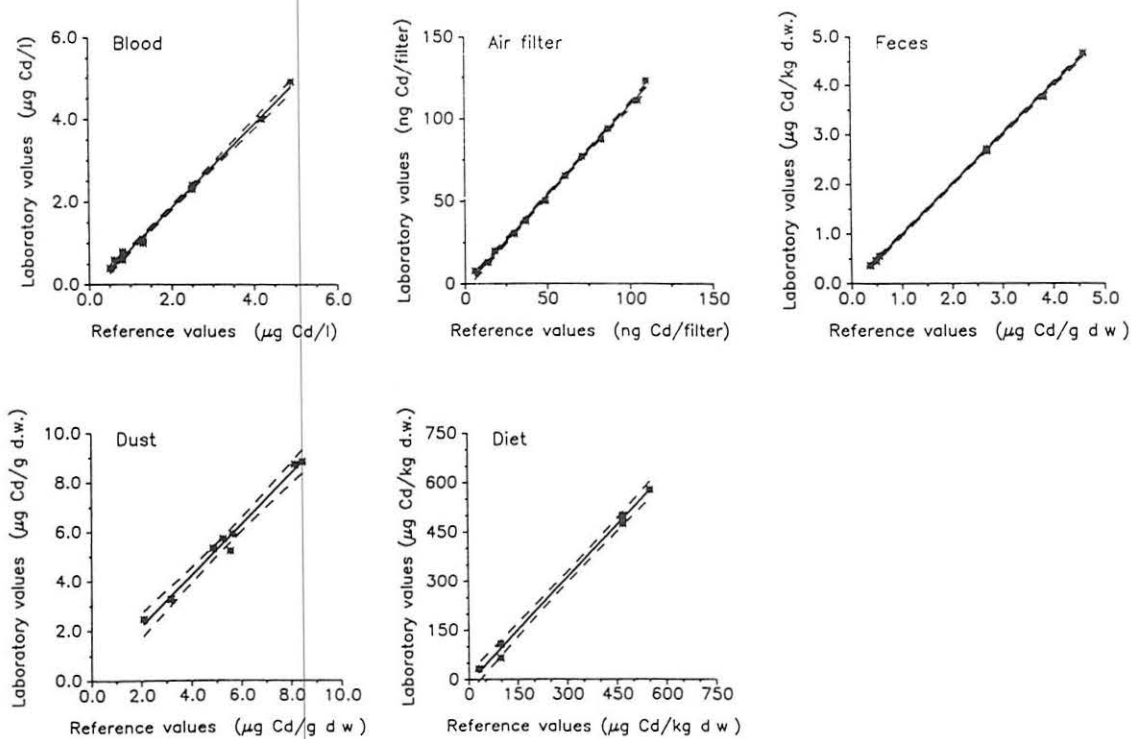 Blood
Laboratory values (μg Cd/l)
6.0
4.0
2.0
0.0
0.0 2.0 4.0 6.0
Reference values (μg Cd/l)
Air filter
Laboratory values (ng Cd/filter)
150
100
50
0
0 50 100 150
Reference values (ng Cd/filter)
Feces
Laboratory values (μg Cd/kg d.w.)
5.0
4.0
3.0
2.0
1.0
0.0
0.0 1.0 2.0 3.0 4.0 5.0
Reference values (μg Cd/g d w)
Dust
Laboratory values (μg Cd/g d.w.)
10.0
8.0
6.0
4.0
2.0
0.0
0.0 2.0 4.0 6.0 8.0 10.0
Reference values (μg Cd/g d w)
Diet
Laboratory values (μg Cd/kg d.w.)
750
600
450
300
150
0
0 150 300 450 600 750
Reference values (μg Cd/kg d w)